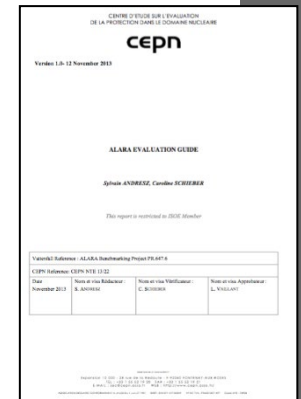 CENTRE D'ETUDE SUR L'EVALUATION
DE LA PROTECTION DANS LE DOMAINE NUCLEAIRE
cepn
Version 1.0- 12 November 2013
ALARA EVALUATION GUIDE
Sylvain ANDRESZ, Caroline SCHIEBER
This report is restricted to ISOE Member
Vattenfall Reference : ALARA Benchmarking Project
CEPN Reference: CEPN NTE 13/22
Date Nom et visa Rédacteur : Nom et visa Vérificateur : Nom et visa Approbateur :
November 2013 S. ANDRESZ C. SCHIEBER L. VAILLANT